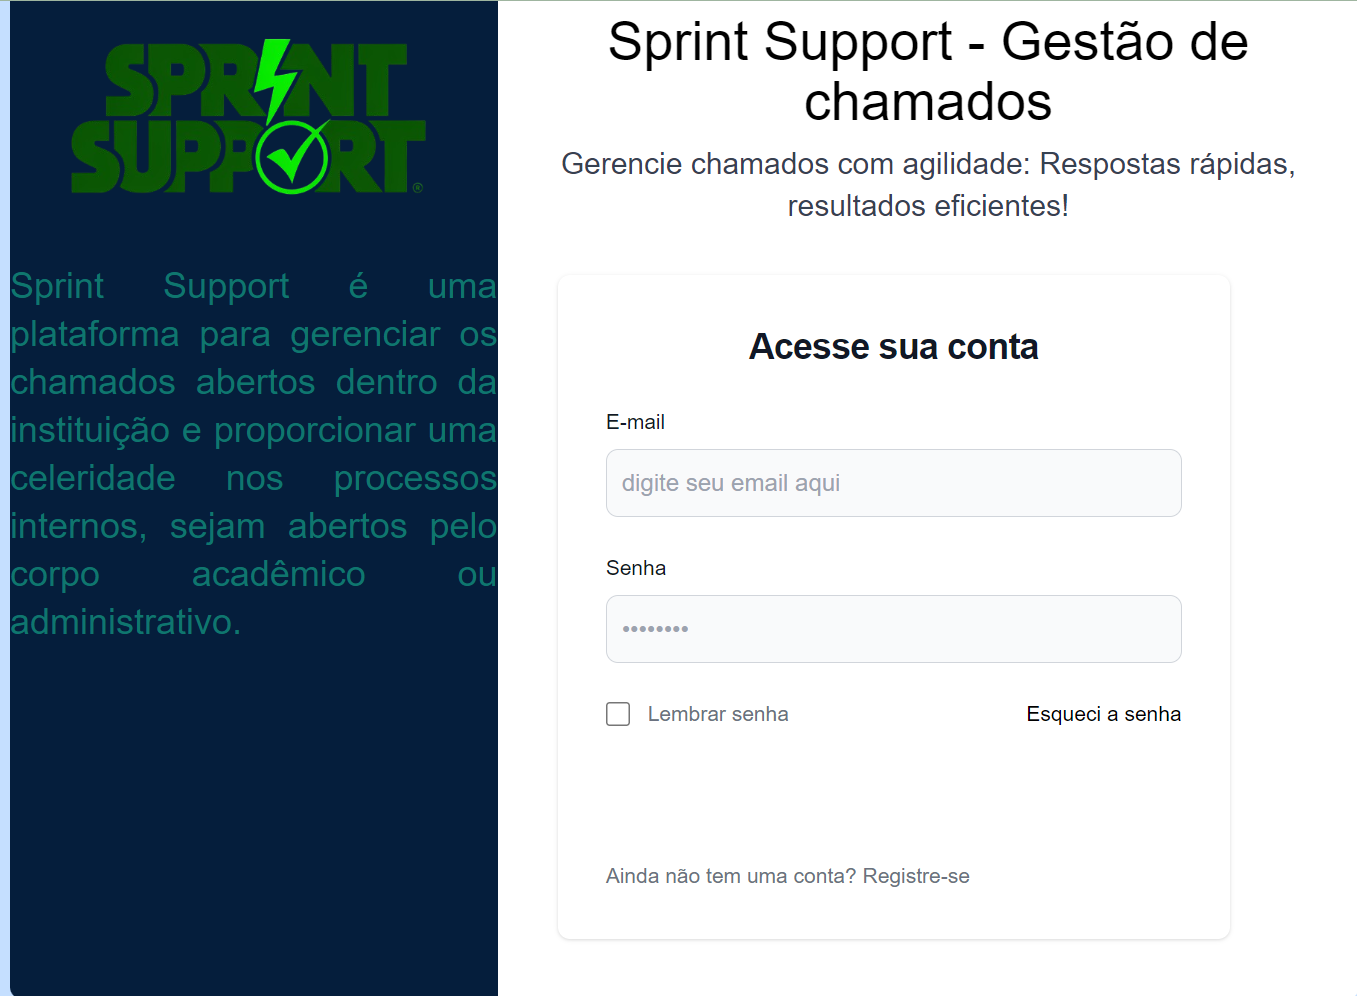 SPRINT
SUPPORT®
Sprint Support é uma
plataforma para gerenciar os
chamados abertos dentro da
instituição e proporcionar uma
celeridade nos processos
internos, sejam abertos pelo
corpo acadêmico ou
administrativo.
Sprint Support - Gestão de
chamados
Gerencie chamados com agilidade: Respostas rápidas,
resultados eficientes!
Acesse sua conta
E-mail
digite seu email aqui
Senha
••••••••
Lembrar senha
Esqueci a senha
Ainda não tem uma conta? Registre-se